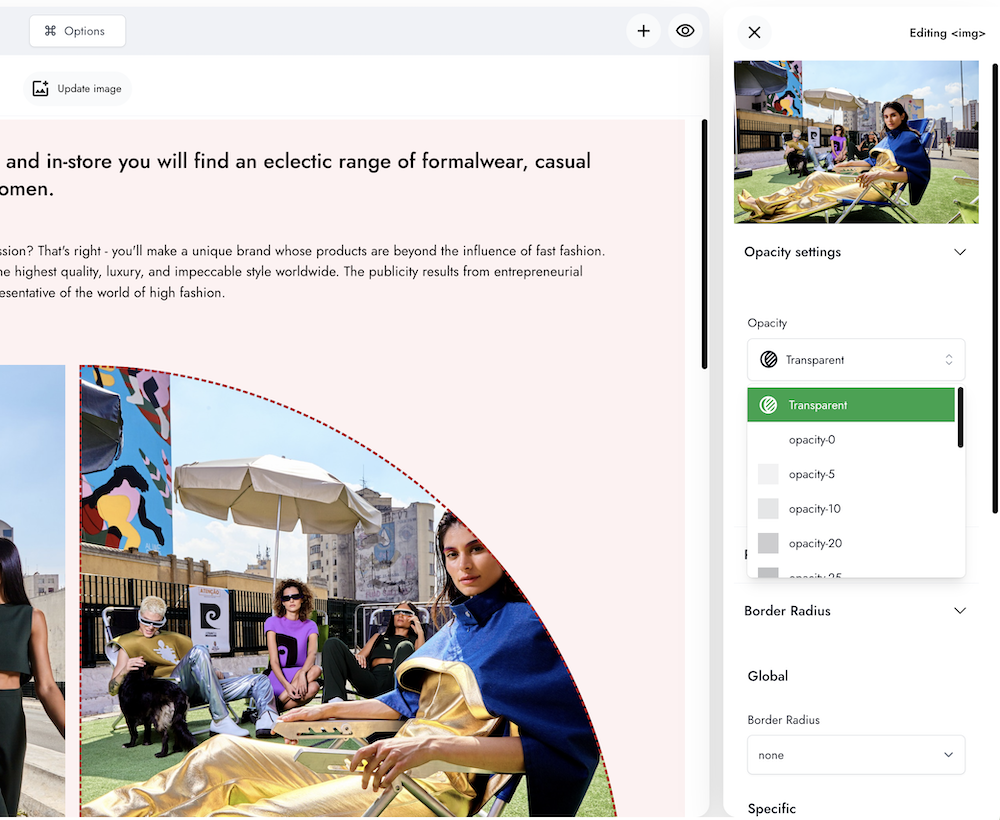 Options
Editing <img>
Update image
and in-store you will find an eclectic range of formalwear, casual
omen.
ssion? That's right - you'll make a unique brand whose products are beyond the influence of fast fashion.
he highest quality, luxury, and impeccable style worldwide. The publicity results from entrepreneurial
esentative of the world of high fashion.
Opacity settings
Opacity
Transparent
Transparent
opacity-0
opacity-5
opacity-10
opacity-20
opacity-25
Border Radius
Global
Border Radius
none
Specific